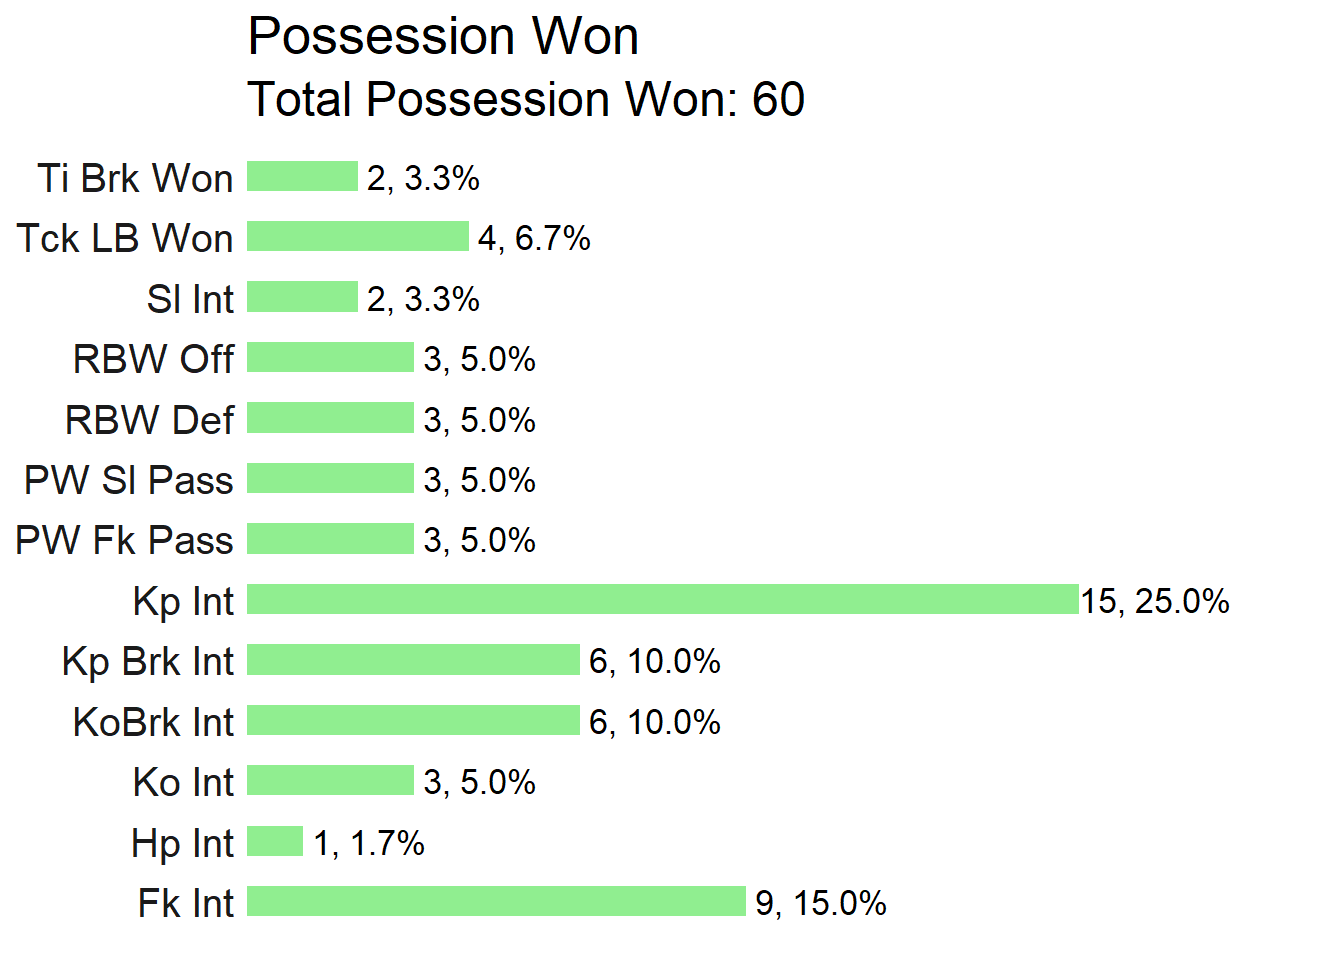 Possession Won
Total Possession Won: 60
Ti Brk Won 2, 3.3%
Tck LB Won 4, 6.7%
Sl Int 2, 3.3%
RBW Off 3, 5.0%
RBW Def 3, 5.0%
PW Sl Pass 3, 5.0%
PW Fk Pass 3, 5.0%
Kp Int 15, 25.0%
Kp Brk Int 6, 10.0%
KoBrk Int 6, 10.0%
Ko Int 3, 5.0%
Hp Int 1, 1.7%
Fk Int 9, 15.0%